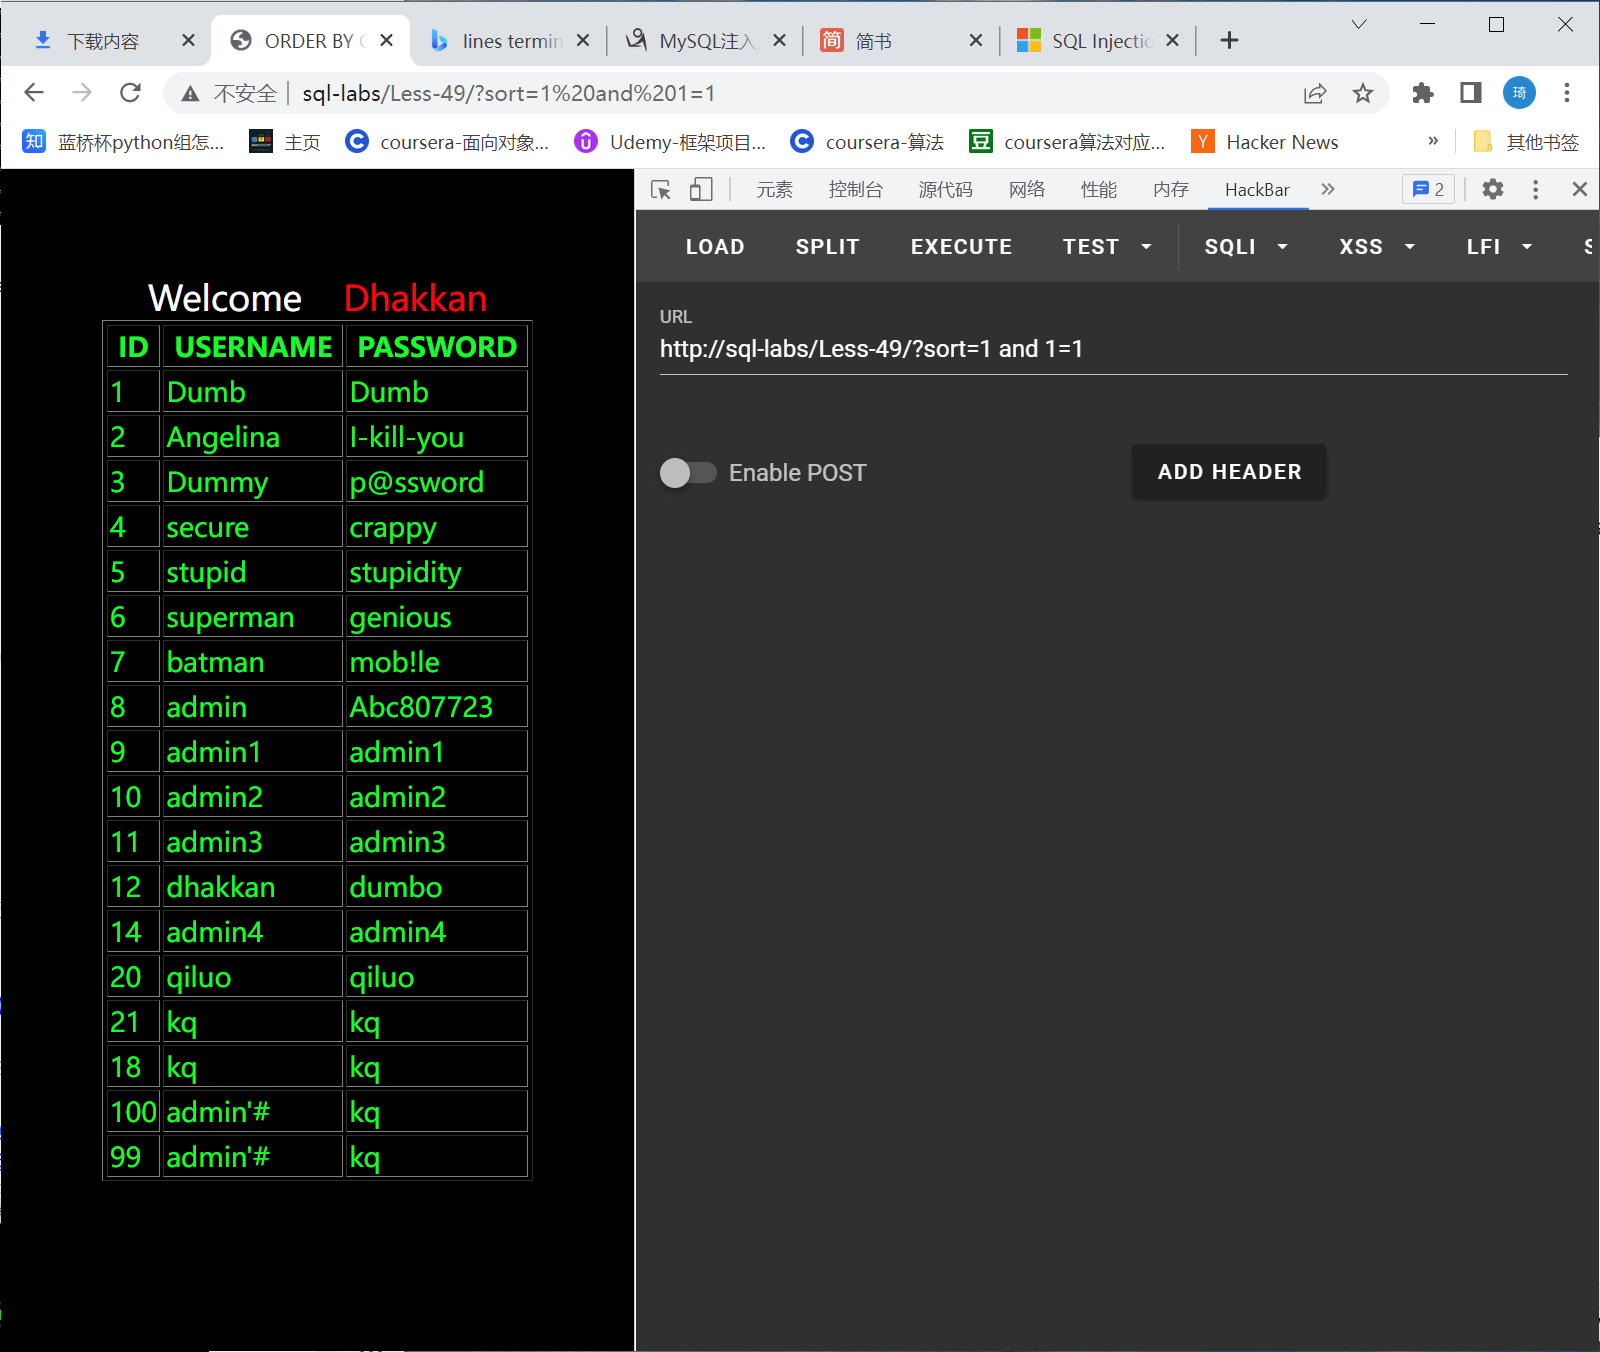 下载内容
ORDER BY C
lines termin
MySQL注入
简 简书
SQL Injectio
不安全 sql-labs/Less-49/?sort=1%20and%201=1
琦
知 蓝桥杯python组怎...
主页
coursera-面向对象...
Udemy-框架项目...
coursera-算法
豆 coursera算法对应...
Y Hacker News
»
其他书签
元素 控制台 源代码 网络 性能 内存 HackBar » 2
LOAD SPLIT EXECUTE TEST SQLI XSS LFI S
URL
http://sql-labs/Less-49/?sort=1 and 1=1
Enable POST
ADD HEADER
Welcome Dhakkan
ID USERNAME PASSWORD
1 Dumb Dumb
2 Angelina I-kill-you
3 Dummy p@ssword
4 secure crappy
5 stupid stupidity
6 superman genious
7 batman mob!le
8 admin Abc807723
9 admin1 admin1
10 admin2 admin2
11 admin3 admin3
12 dhakkan dumbo
14 admin4 admin4
20 qiluo qiluo
21 kq kq
18 kq kq
100 admin'# kq
99 admin'# kq